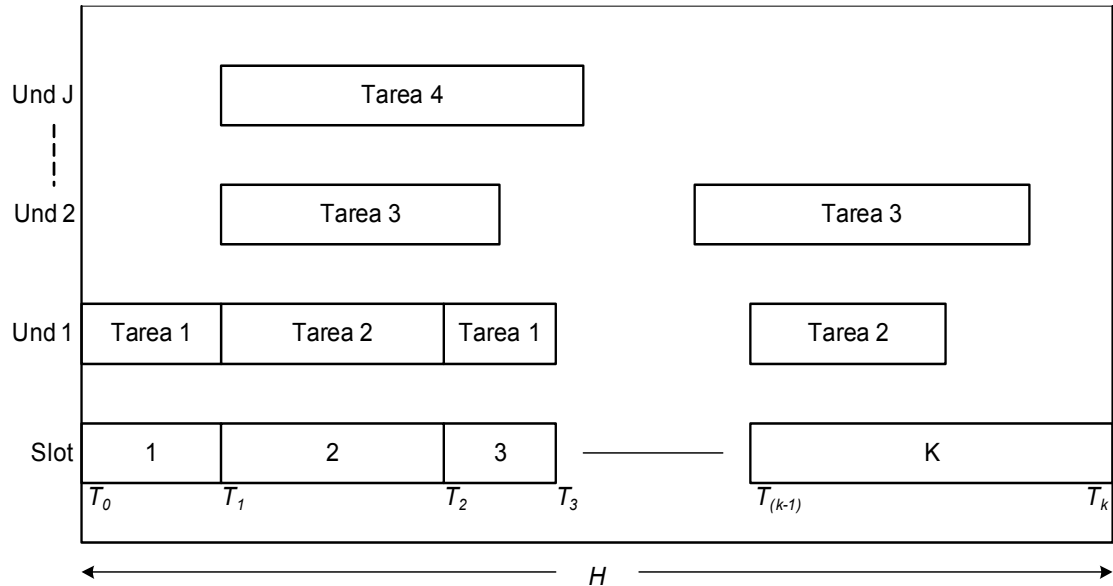 Und J Tarea 4
Und 2 Tarea 3 Tarea 3
Und 1 Tarea 1 Tarea 2 Tarea 1 Tarea 2
Slot 1 2 3 K
T0 T1 T2 T3 T(k-1) Tk
H